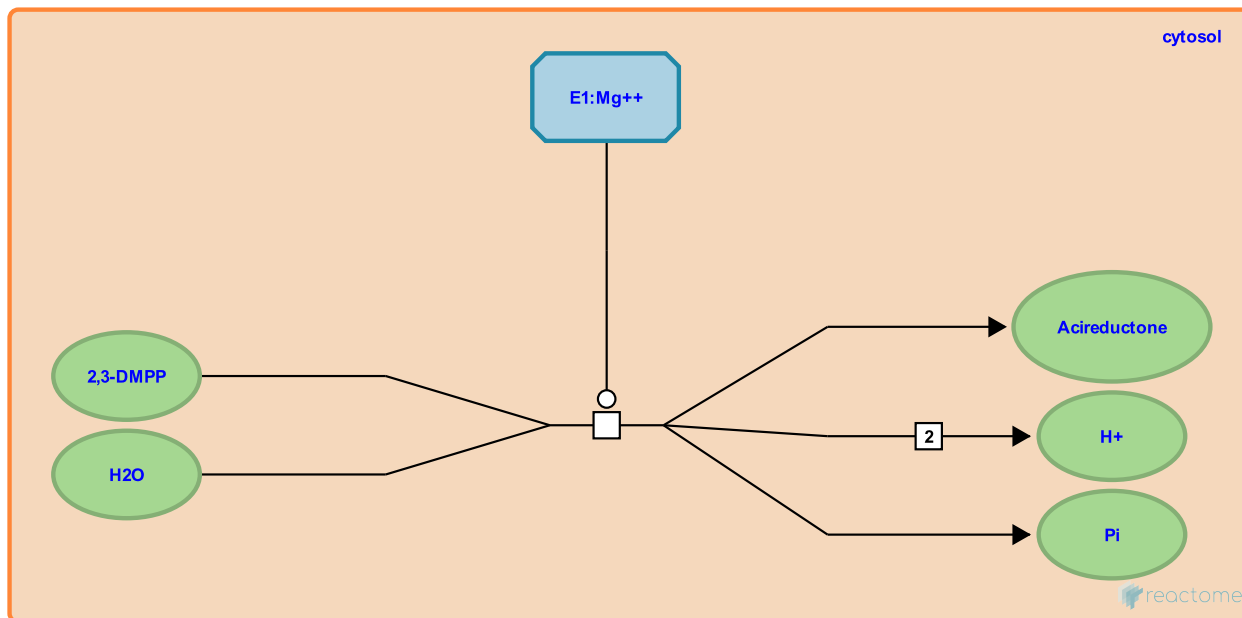 cytosol
E1:Mg++
Acireductone
2,3-DMPP
2
H+
H2O
Pi
reactome